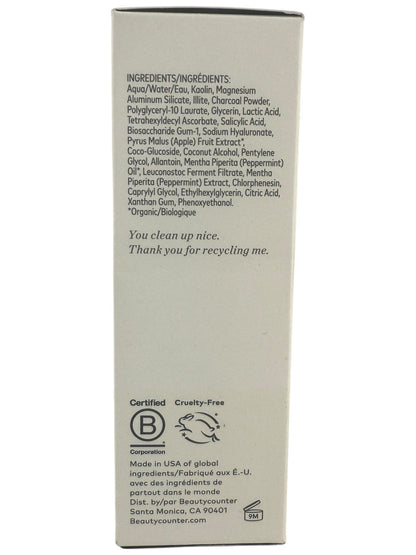 INGREDIENTS/INGRÉDIENTS:
Aqua/Water/Eau, Kaolin, Magnesium
Aluminum Silicate, Illite, Charcoal Powder,
Polyglyceryl-10 Laurate, Glycerin, Lactic Acid,
Tetrahexyldecyl Ascorbate, Salicylic Acid,
Biosaccharide Gum-1, Sodium Hyaluronate,
Pyrus Malus (Apple) Fruit Extract*,
Coco-Glucoside, Coconut Alcohol, Pentylene
Glycol, Allantoin, Mentha Piperita (Peppermint)
Oil*, Leuconostoc Ferment Filtrate, Mentha
Piperita (Peppermint) Extract, Chlorphenesin,
Caprylyl Glycol, Ethylhexylglycerin, Citric Acid,
Xanthan Gum, Phenoxyethanol.
*Organic/Biologique
You clean up nice.
Thank you for recycling me.
Certified
B
Corporation
Cruelty-Free
Made in USA of global
ingredients/Fabriqué aux É.-U.
avec des ingrédients de
partout dans le monde
Dist. by/par Beautycounter
Santa Monica, CA 90401
Beautycounter.com
9M